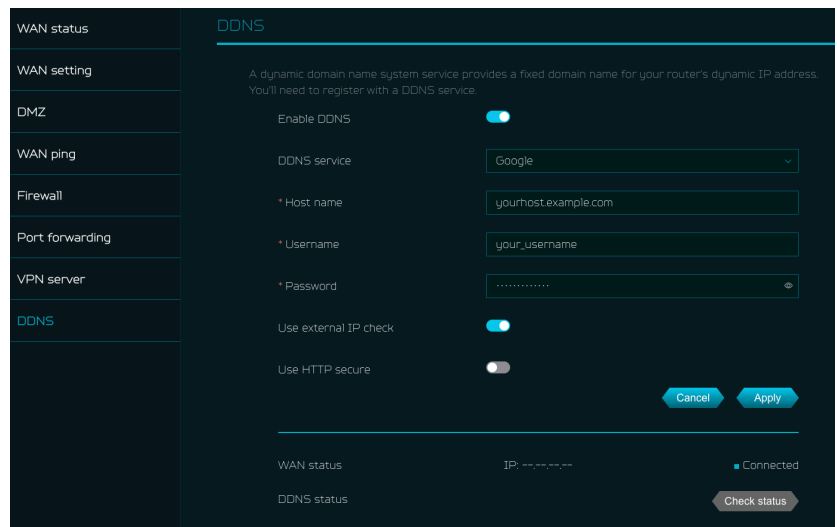 WAN status
WAN setting
DMZ
WAN ping
Firewall
Port forwarding
VPN server
DDNS
DDNS
A dynamic domain name system service provides a fixed domain name for your router's dynamic IP address.
You'll need to register with a DDNS service.
Enable DDNS
DDNS service Google
* Host name yourhost.example.com
* Username your_username
* Password ·············
Use external IP check
Use HTTP secure
Cancel Apply
WAN status IP: --.--.--.-- Connected
DDNS status Check status